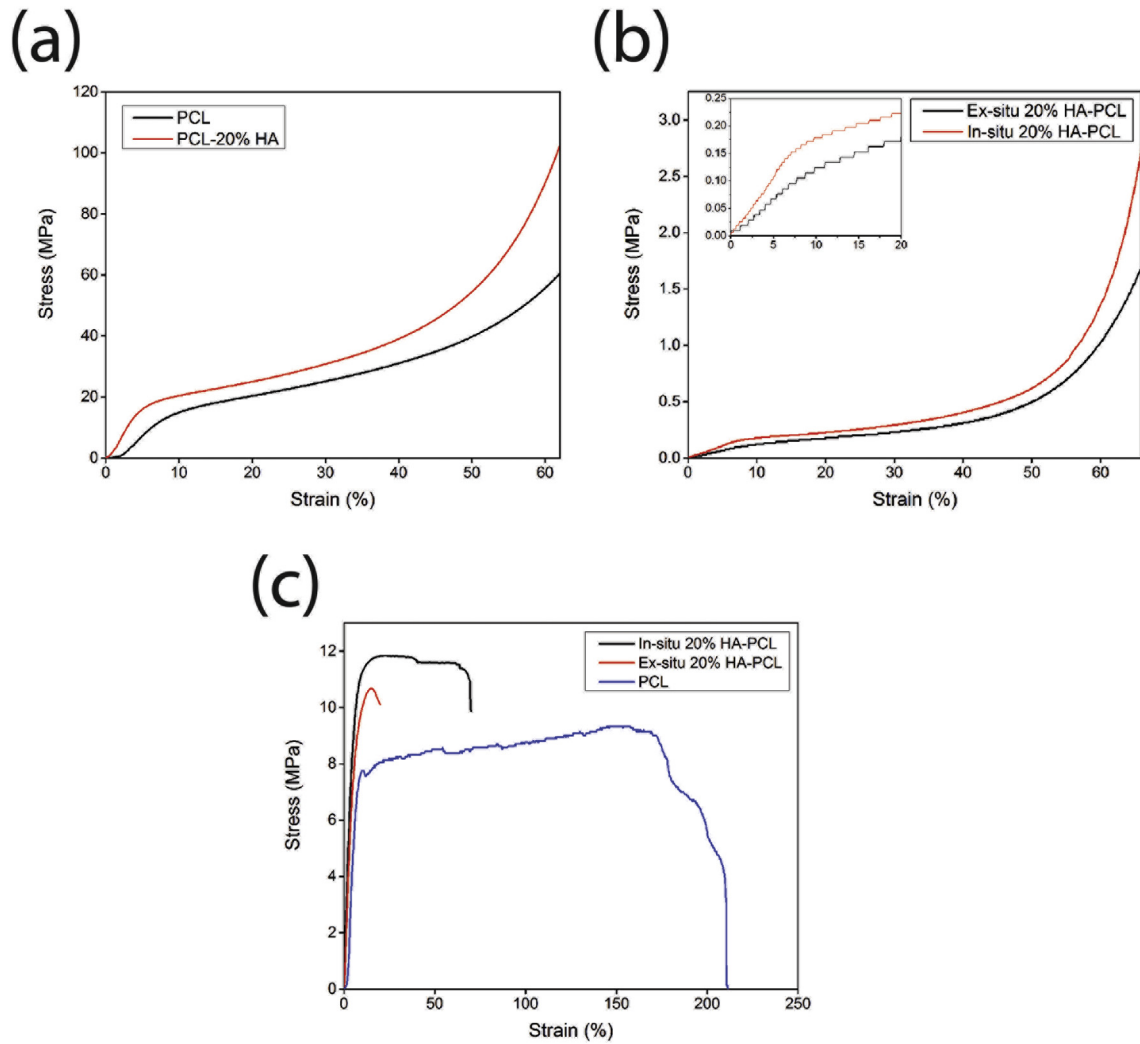 (a)
120
100
80
60
40
20
0
0 10 20 30 40 50 60
Stress (MPa)
Strain (%)
PCL
PCL-20% HA
(b)
3.0
2.5
2.0
1.5
1.0
0.5
0.0
0 10 20 30 40 50 60
Stress (MPa)
Strain (%)
0.25
0.20
0.15
0.10
0.05
0.00
0 5 10 15 20
Ex-situ 20% HA-PCL
In-situ 20% HA-PCL
(c)
12
10
8
6
4
2
0
0 50 100 150 200 250
Stress (MPa)
Strain (%)
In-situ 20% HA-PCL
Ex-situ 20% HA-PCL
PCL